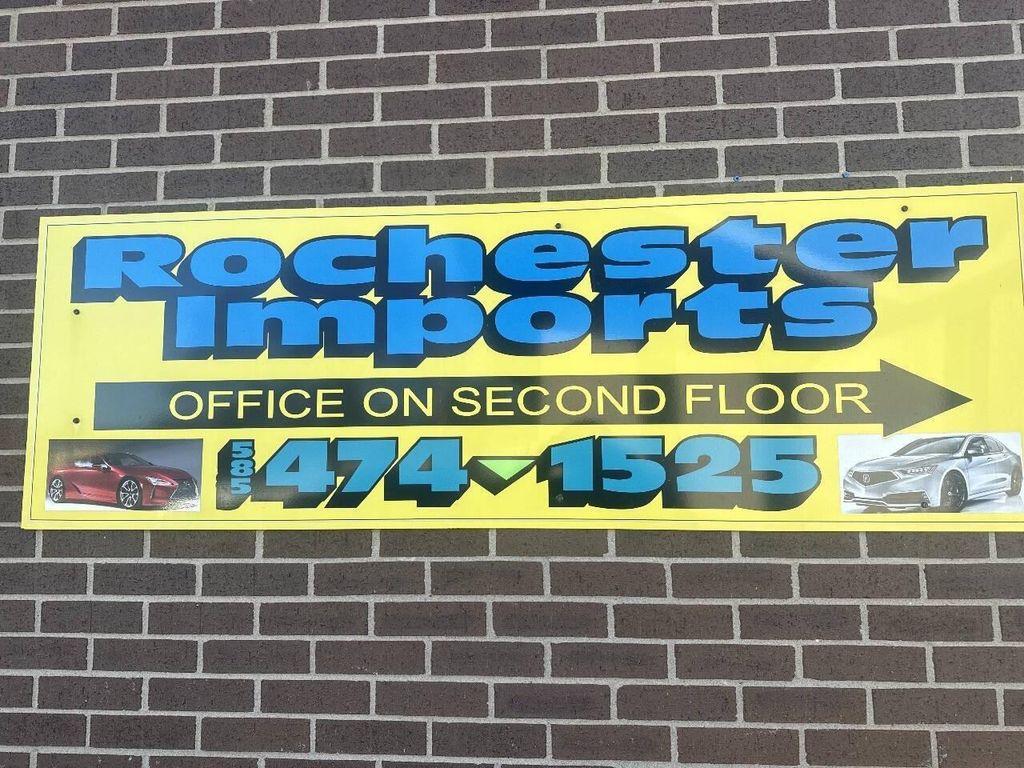 Rochester
Imports
OFFICE ON SECOND FLOOR
585 474 1525